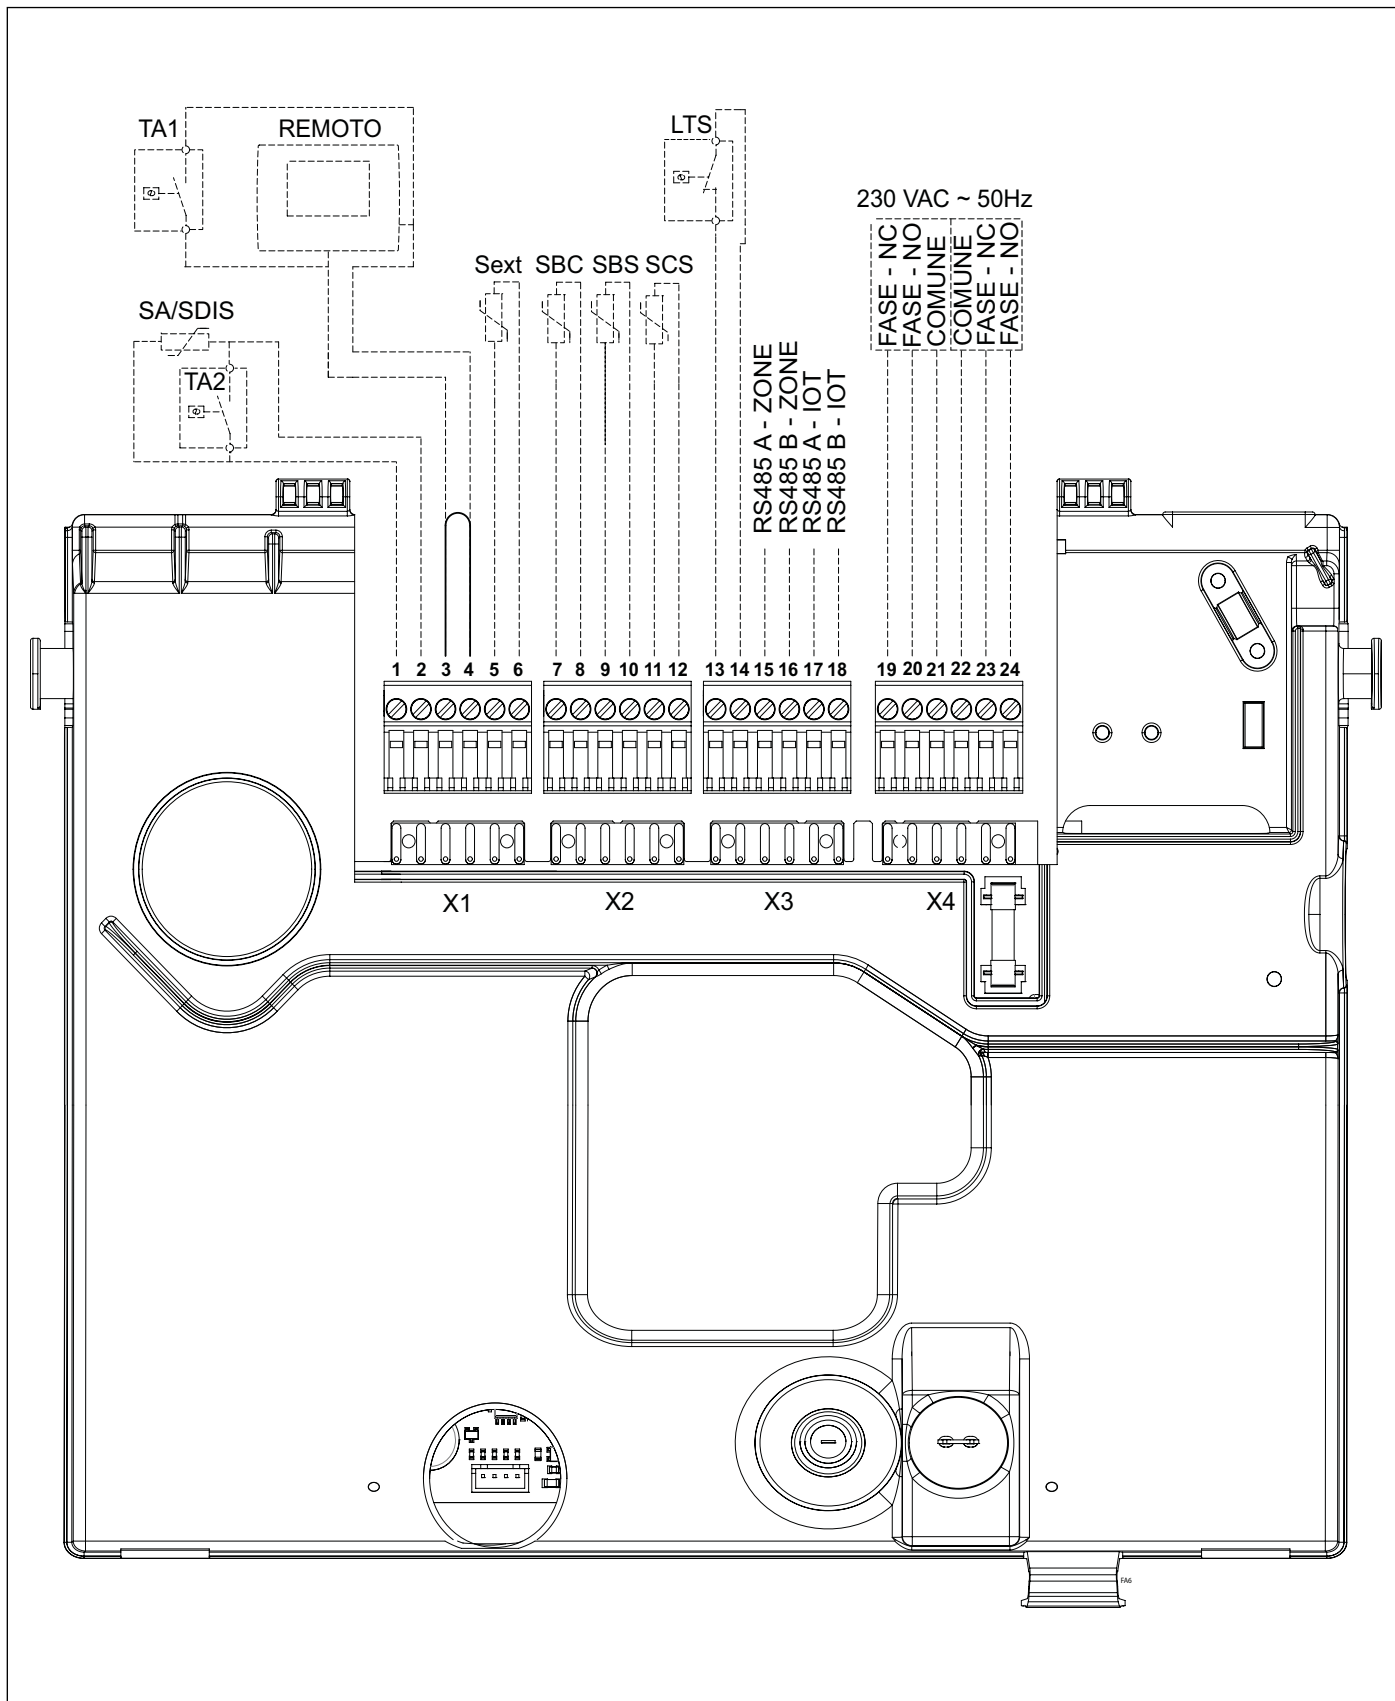 TA1
REMOTO
LTS
230 VAC ~ 50Hz
FASE - NC
FASE - NO
COMUNE
COMUNE
FASE - NC
FASE - NO
Sext
SBC
SBS
SCS
SA/SDIS
TA2
RS485 A - ZONE
RS485 B - ZONE
RS485 A - IOT
RS485 B - IOT
e
e
e
1 2 3 4 5 6 7 8 9 10 11 12 13 14 15 16 17 18 19 20 21 22 23 24
X1
X2
X3
X4
FA6